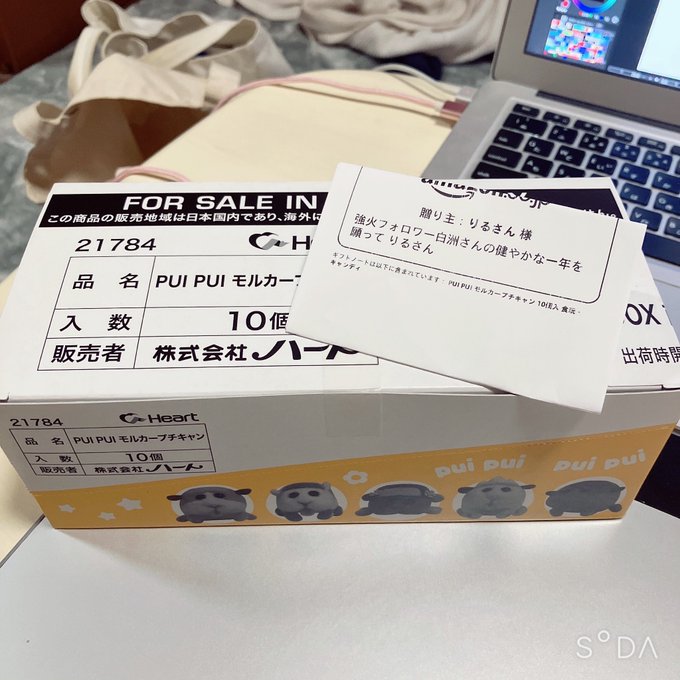 FOR SALE IN
この商品の販売地域は日本国内であり、海外に
21784
Heart
品 名
PUI PUI モルカープ
入 数
10個
販売者
株式会社ハート
amazon.co.jp
贈り主：りるさん 様
強火フォロワー白洲さんの健やかな一年を
願って りるさん
ギフトノートは以下に含まれています： PUI PUI モルカープチキャン 10個入 食玩・
キャンディ
BOX
出荷時開
21784
Heart
品 名
PUI PUI モルカープチキャン
入 数
10個
販売者
株式会社ハート
PUI PUI
PUI PUI
SODA